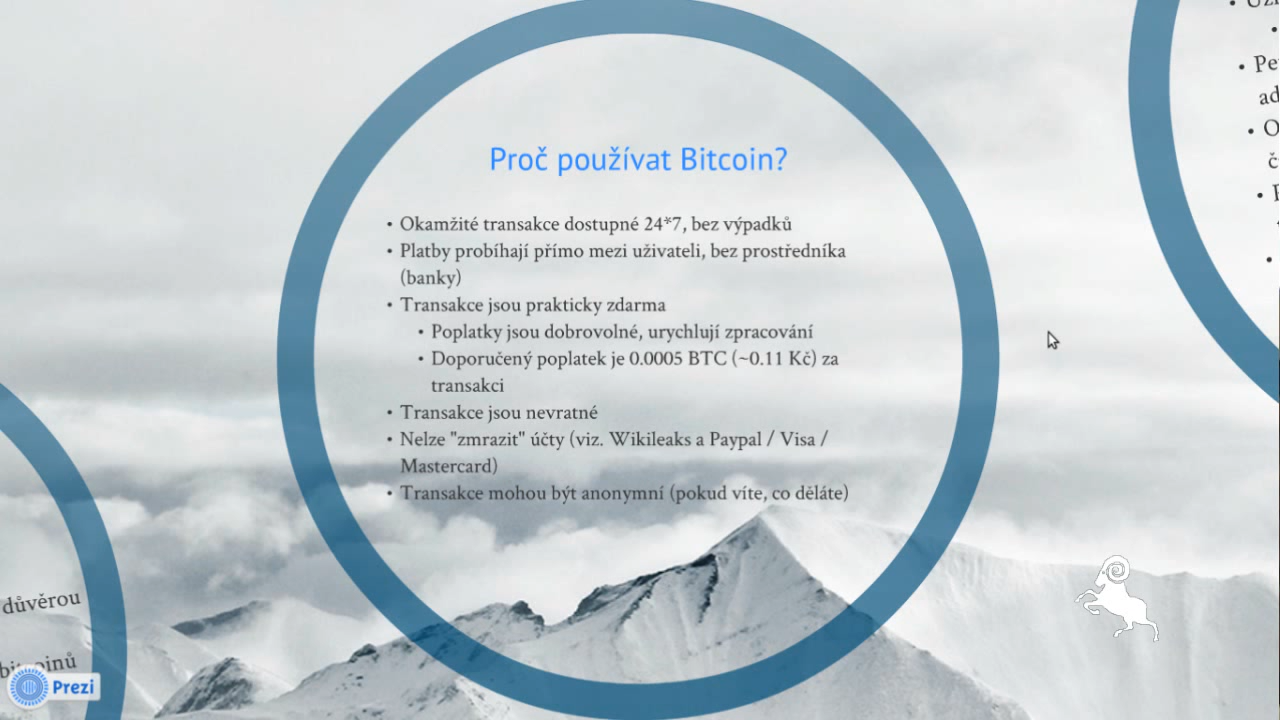 Proč používat Bitcoin?
• Okamžité transakce dostupné 24*7, bez výpadků
• Platby probíhají přímo mezi uživateli, bez prostředníka
(banky)
• Transakce jsou prakticky zdarma
• Poplatky jsou dobrovolné, urychlují zpracování
• Doporučený poplatek je 0.0005 BTC (~0.11 Kč) za
transakci
• Transakce jsou nevratné
• Nelze "zmrazit" účty (viz. Wikileaks a Paypal / Visa /
Mastercard)
• Transakce mohou být anonymní (pokud víte, co děláte)
důvěrou
Prezi